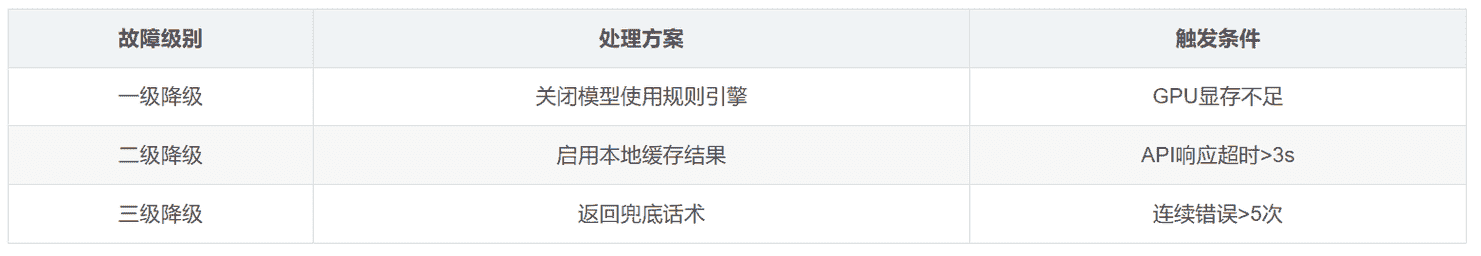 故障级别 处理方案 触发条件
一级降级 关闭模型使用规则引擎 GPU显存不足
二级降级 启用本地缓存结果 API响应超时>3s
三级降级 返回兜底话术 连续错误>5次